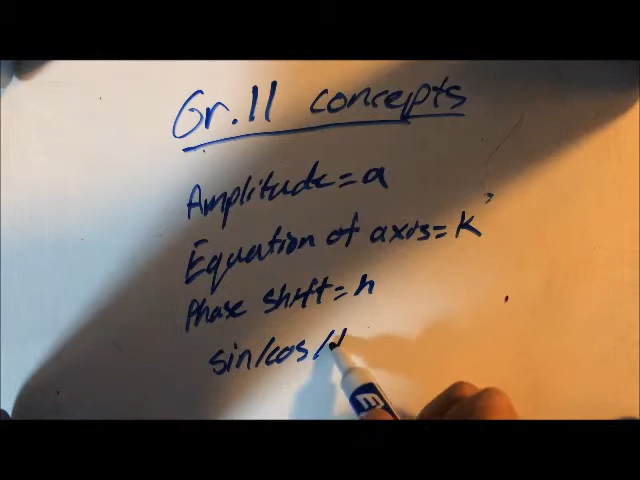 Gr.11 concepts
Amplitude = a
Equation of axis = K
Phase shift = h
sin/cos/
E